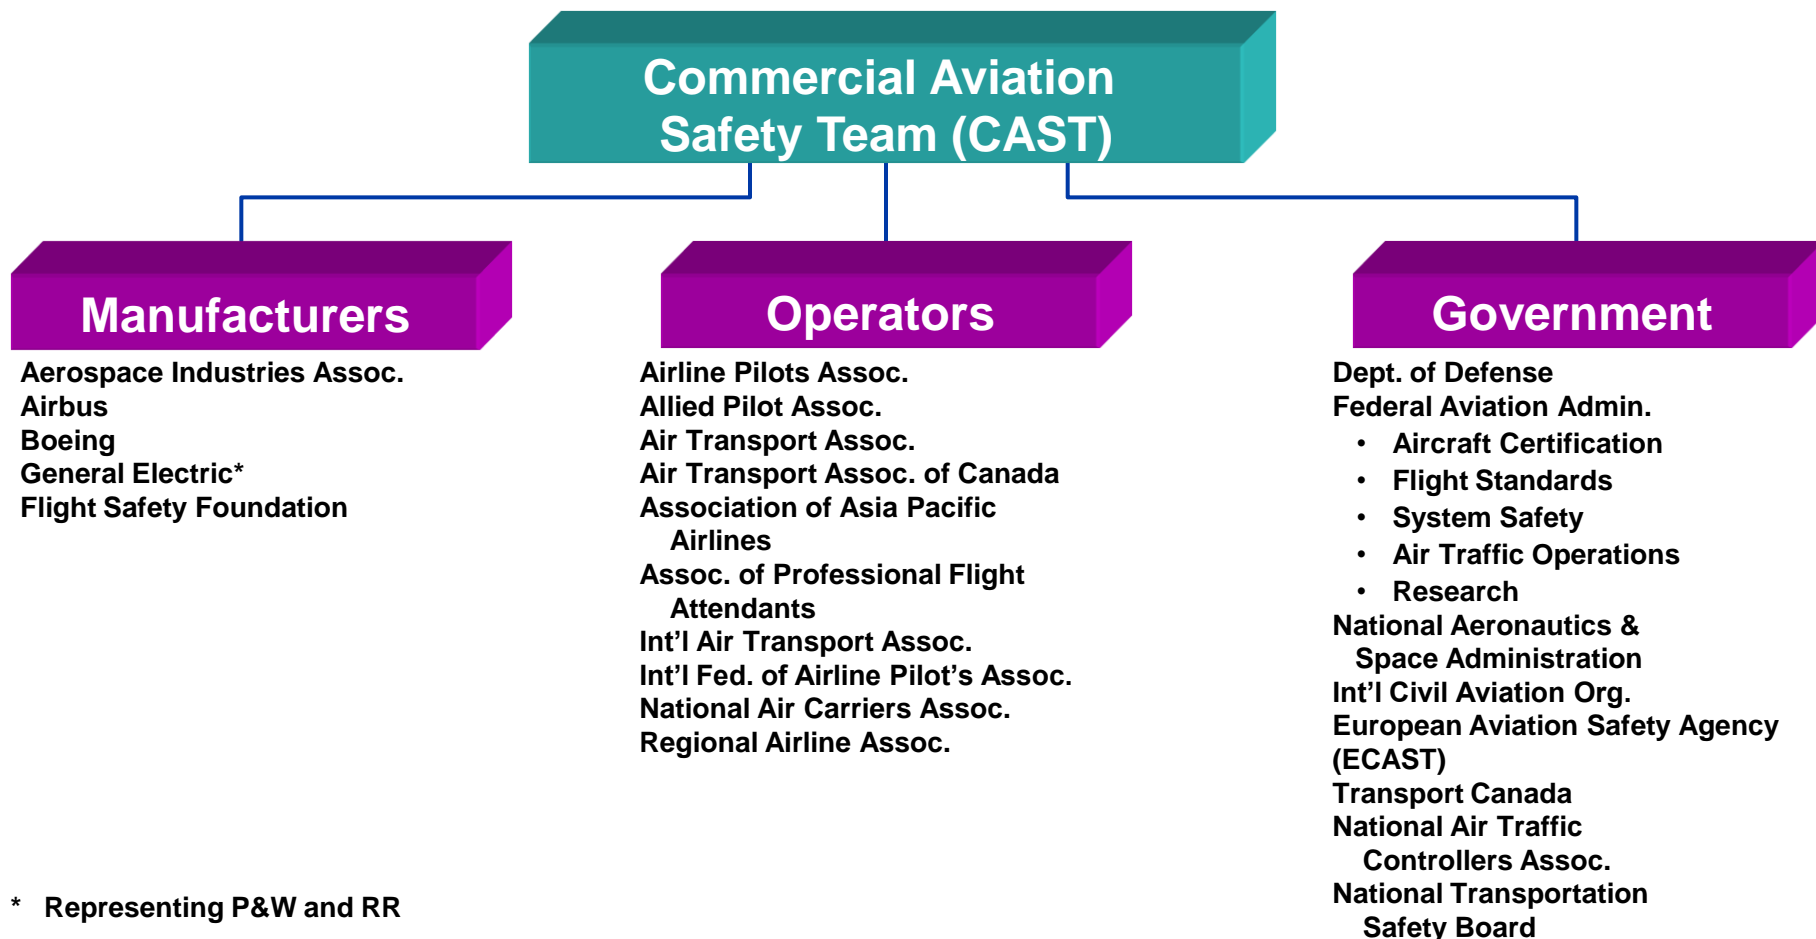 Commercial Aviation
Safety Team (CAST)
Manufacturers
Aerospace Industries Assoc.
Airbus
Boeing
General Electric*
Flight Safety Foundation
* Representing P&W and RR
Operators
Airline Pilots Assoc.
Allied Pilot Assoc.
Air Transport Assoc.
Air Transport Assoc. of Canada
Association of Asia Pacific
Airlines
Assoc. of Professional Flight
Attendants
Int’l Air Transport Assoc.
Int’l Fed. of Airline Pilot’s Assoc.
National Air Carriers Assoc.
Regional Airline Assoc.
Government
Dept. of Defense
Federal Aviation Admin.
• Aircraft Certification
• Flight Standards
• System Safety
• Air Traffic Operations
• Research
National Aeronautics &
Space Administration
Int’l Civil Aviation Org.
European Aviation Safety Agency
(ECAST)
Transport Canada
National Air Traffic
Controllers Assoc.
National Transportation
Safety Board